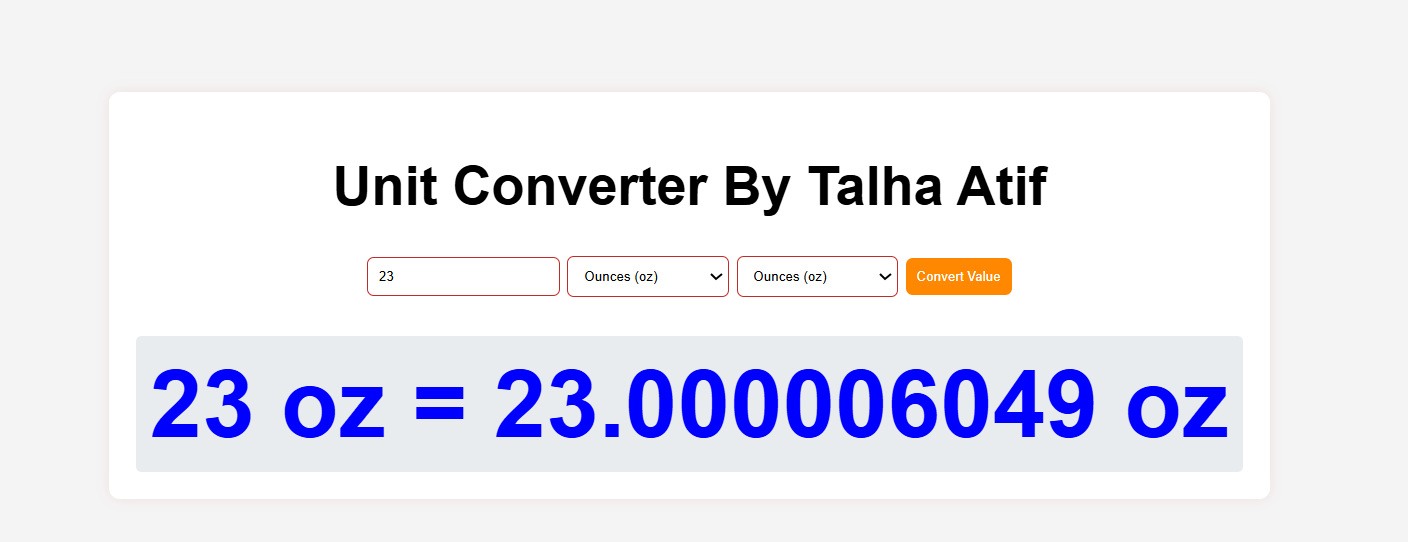 Unit Converter By Talha Atif
23 Ounces (oz) Ounces (oz) Convert Value
23 oz = 23.000006049 oz